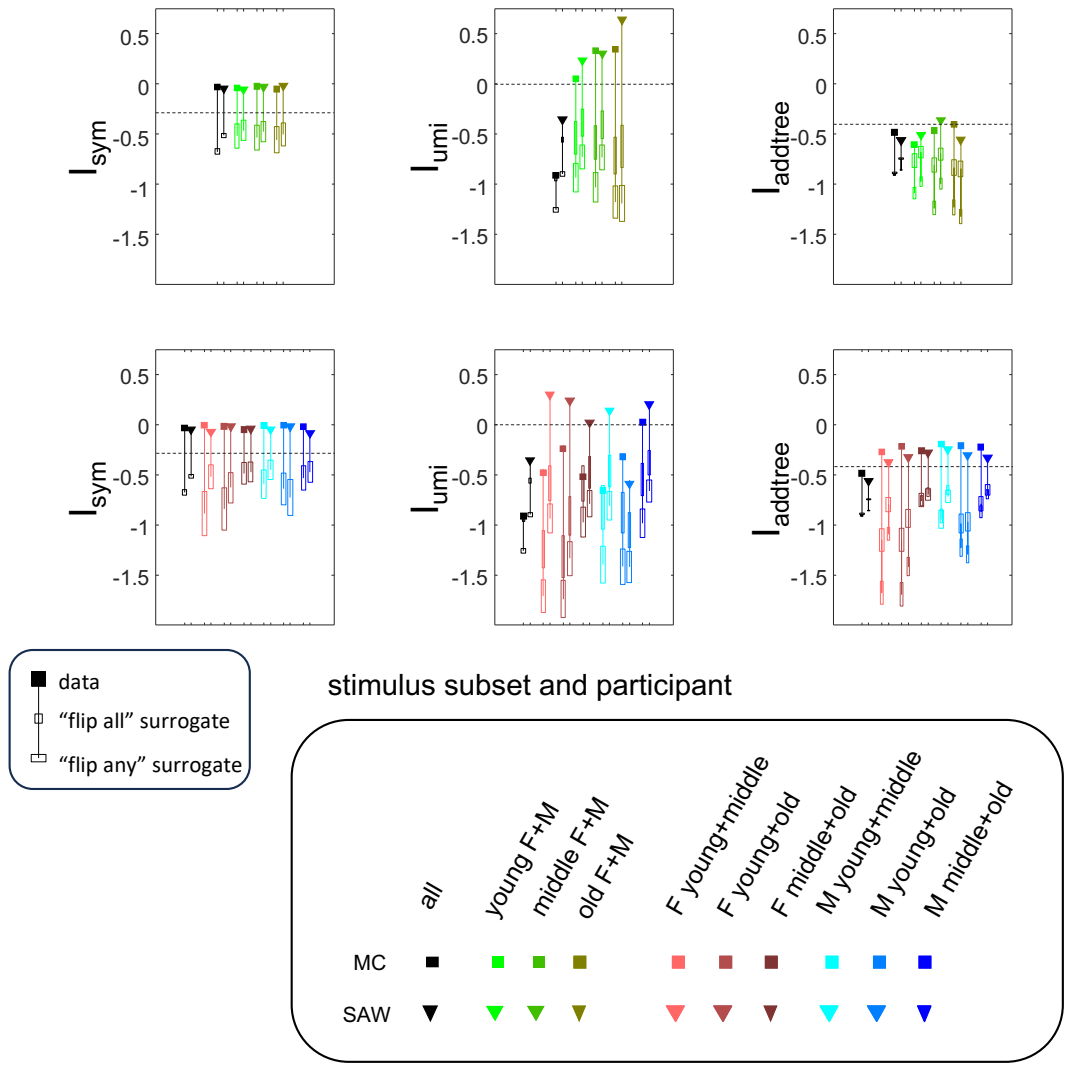 I_sym
0.5
0
-0.5
-1
-1.5
I_umi
0.5
0
-0.5
-1
-1.5
I_addtree
0.5
0
-0.5
-1
-1.5
I_sym
0.5
0
-0.5
-1
-1.5
I_umi
0.5
0
-0.5
-1
-1.5
I_addtree
0.5
0
-0.5
-1
-1.5
data
“flip all” surrogate
“flip any” surrogate
stimulus subset and participant
all
young F+M
middle F+M
old F+M
F young+middle
F young+old
F middle+old
M young+middle
M young+old
M middle+old
MC
SAW